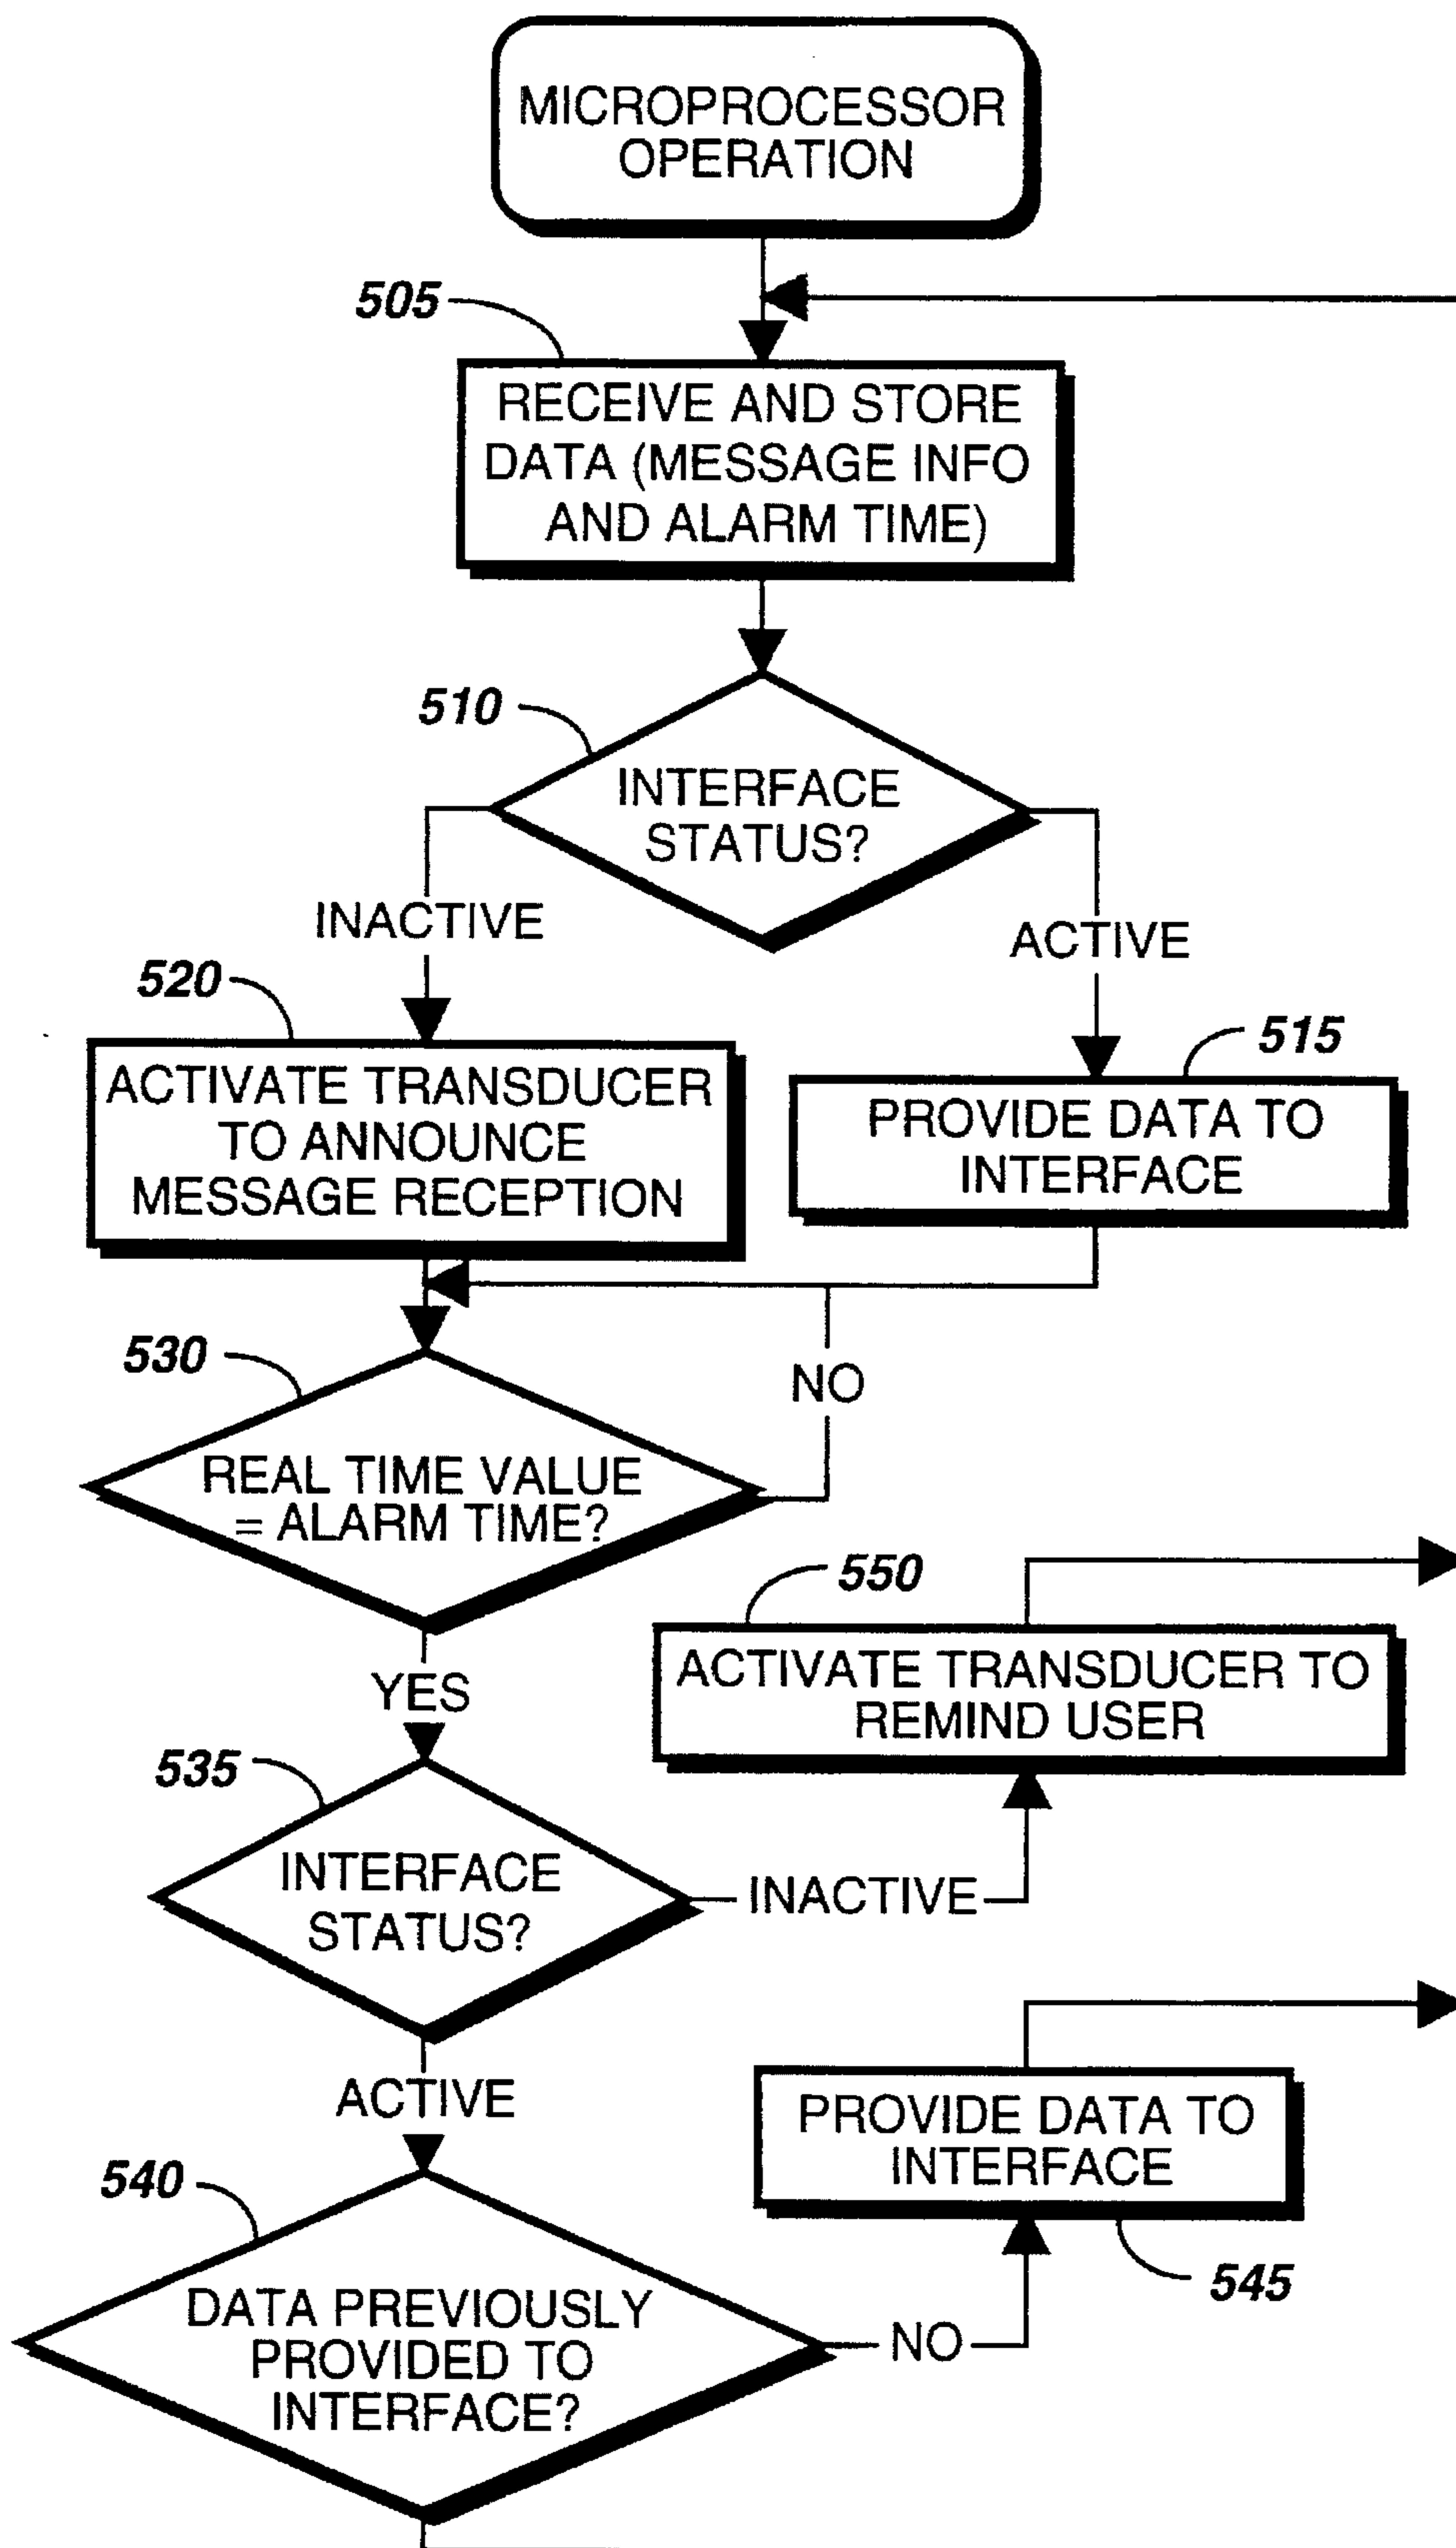 MICROPROCESSOR
OPERATION
505
RECEIVE AND STORE
DATA (MESSAGE INFO
AND ALARM TIME)
510
INTERFACE
STATUS?
INACTIVE
ACTIVE
520
515
ACTIVATE TRANSDUCER
TO ANNOUNCE
MESSAGE RECEPTION
PROVIDE DATA TO
INTERFACE
530
NO
REAL TIME VALUE
= ALARM TIME?
550
YES
ACTIVATE TRANSDUCER TO
REMIND USER
535
INTERFACE
STATUS?
INACTIVE
ACTIVE
PROVIDE DATA TO
INTERFACE
540
545
DATA PREVIOUSLY
PROVIDED TO
INTERFACE?
NO